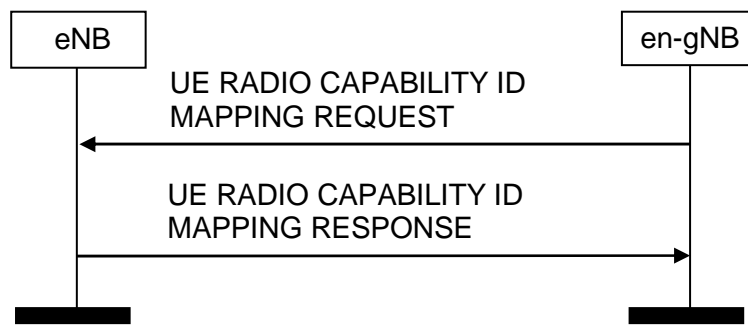 eNB
en-gNB
UE RADIO CAPABILITY ID
MAPPING REQUEST
UE RADIO CAPABILITY ID
MAPPING RESPONSE